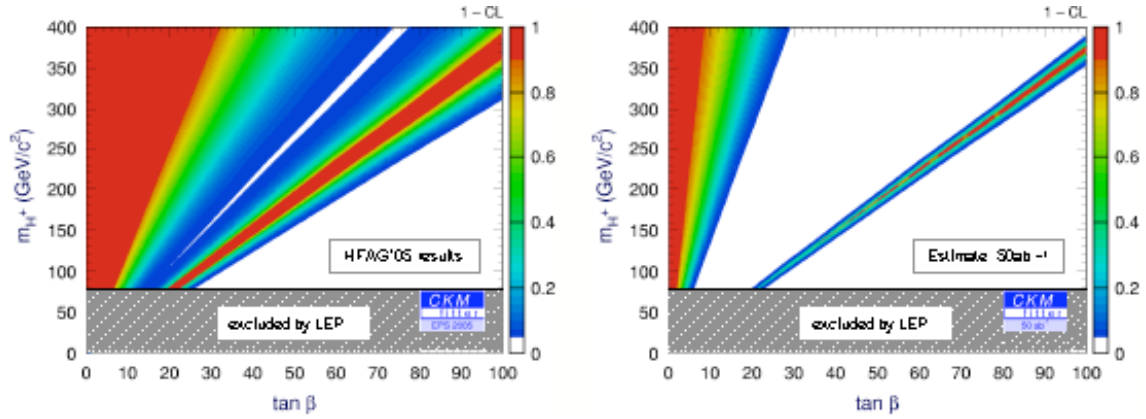 1 – CL
400
350
300
250
200
150
100
50
0
m_H+ (GeV/c²)
0 10 20 30 40 50 60 70 80 90 100
tan β
1
0.8
0.6
0.4
0.2
0
HFAG'05 results
excluded by LEP
CKM
fitter
EPS 2005
1 – CL
400
350
300
250
200
150
100
50
0
m_H+ (GeV/c²)
0 10 20 30 40 50 60 70 80 90 100
tan β
1
0.8
0.6
0.4
0.2
0
Estimate 50ab −1
excluded by LEP
CKM
fitter
50 ab⁻¹